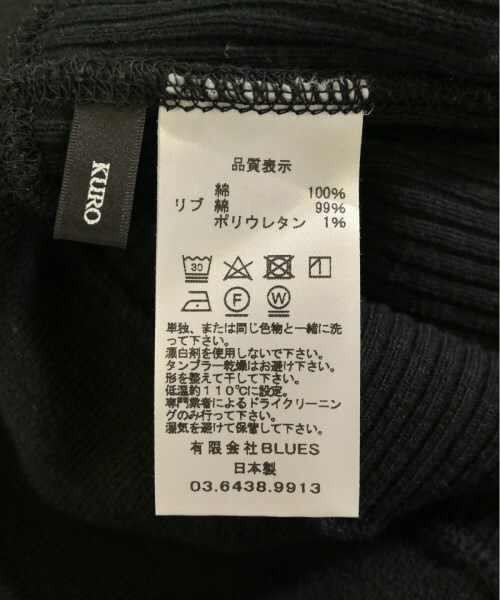 KURO
品質表示
綿 100%
リブ 綿 99%
ポリウレタン 1%
30
F W
単独、または同じ色物と一緒に洗
って下さい。
漂白剤を使用しないで下さい。
タンブラー乾燥はお避け下さい。
形を整えて干して下さい。
低温約110℃に設定。
専門業者によるドライクリーニン
グのみ行って下さい。
湿気を避けて保管して下さい。
有限会社BLUES
日本製
03.6438.9913